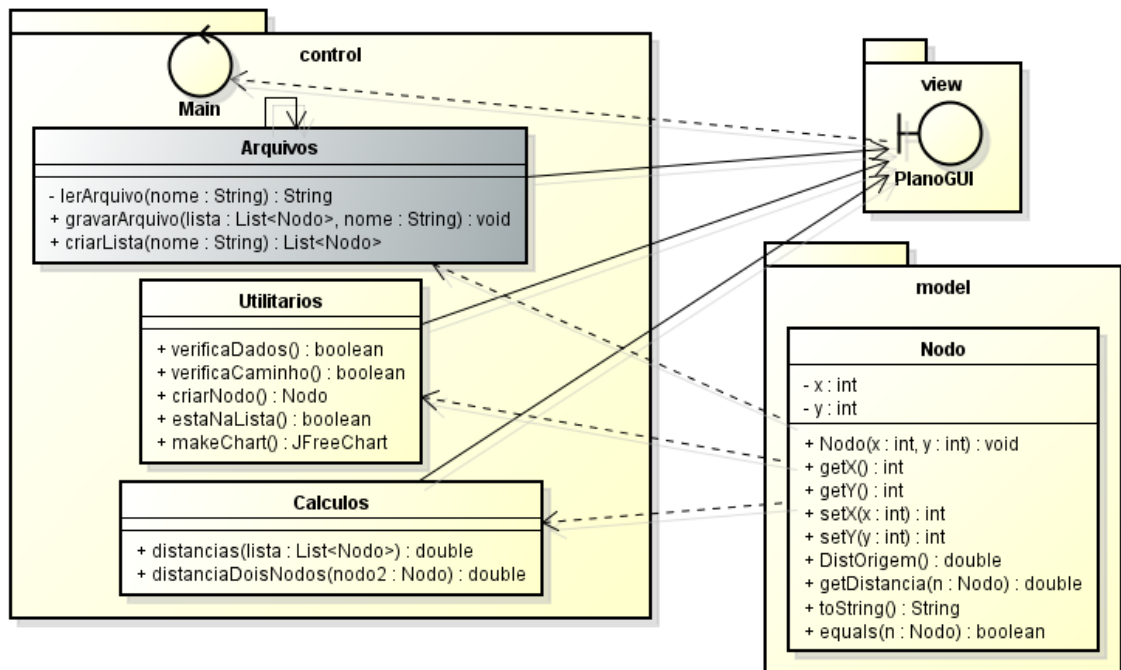 control
Main
Arquivos
- lerArquivo(nome : String) : String
+ gravarArquivo(lista : List<Nodo>, nome : String) : void
+ criarLista(nome : String) : List<Nodo>
Utilitarios
+ verificaDados() : boolean
+ verificaCaminho() : boolean
+ criarNodo() : Nodo
+ estaNaLista() : boolean
+ makeChart() : JFreeChart
Calculos
+ distancias(lista : List<Nodo>) : double
+ distanciaDoisNodos(nodo2 : Nodo) : double
view
PlanoGUI
model
Nodo
- x : int
- y : int
+ Nodo(x : int, y : int) : void
+ getX() : int
+ getY() : int
+ setX(x : int) : int
+ setY(y : int) : int
+ DistOrigem() : double
+ getDistancia(n : Nodo) : double
+ toString() : String
+ equals(n : Nodo) : boolean